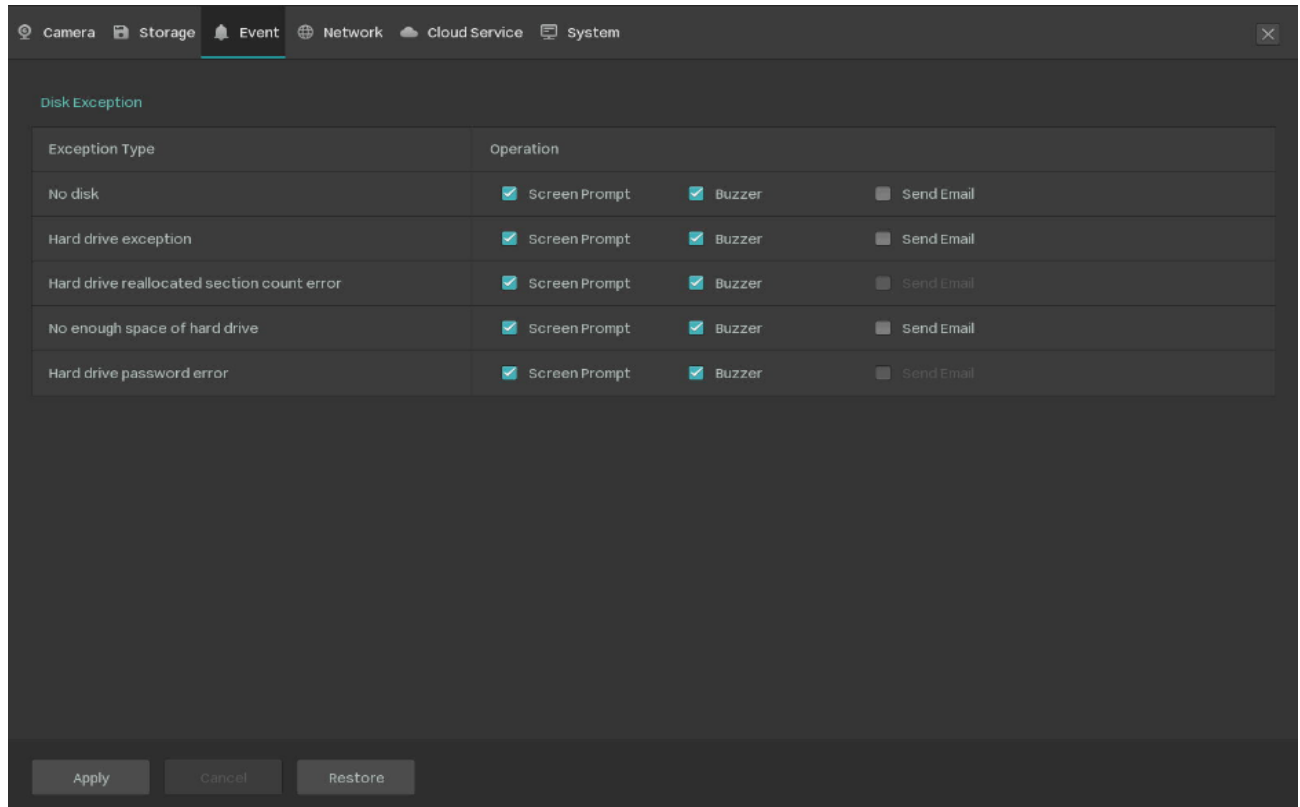 Camera Storage Event Network Cloud Service System
Disk Exception
Exception Type Operation
No disk Screen Prompt Buzzer Send Email
Hard drive exception Screen Prompt Buzzer Send Email
Hard drive reallocated section count error Screen Prompt Buzzer Send Email
No enough space of hard drive Screen Prompt Buzzer Send Email
Hard drive password error Screen Prompt Buzzer Send Email
Apply Cancel Restore